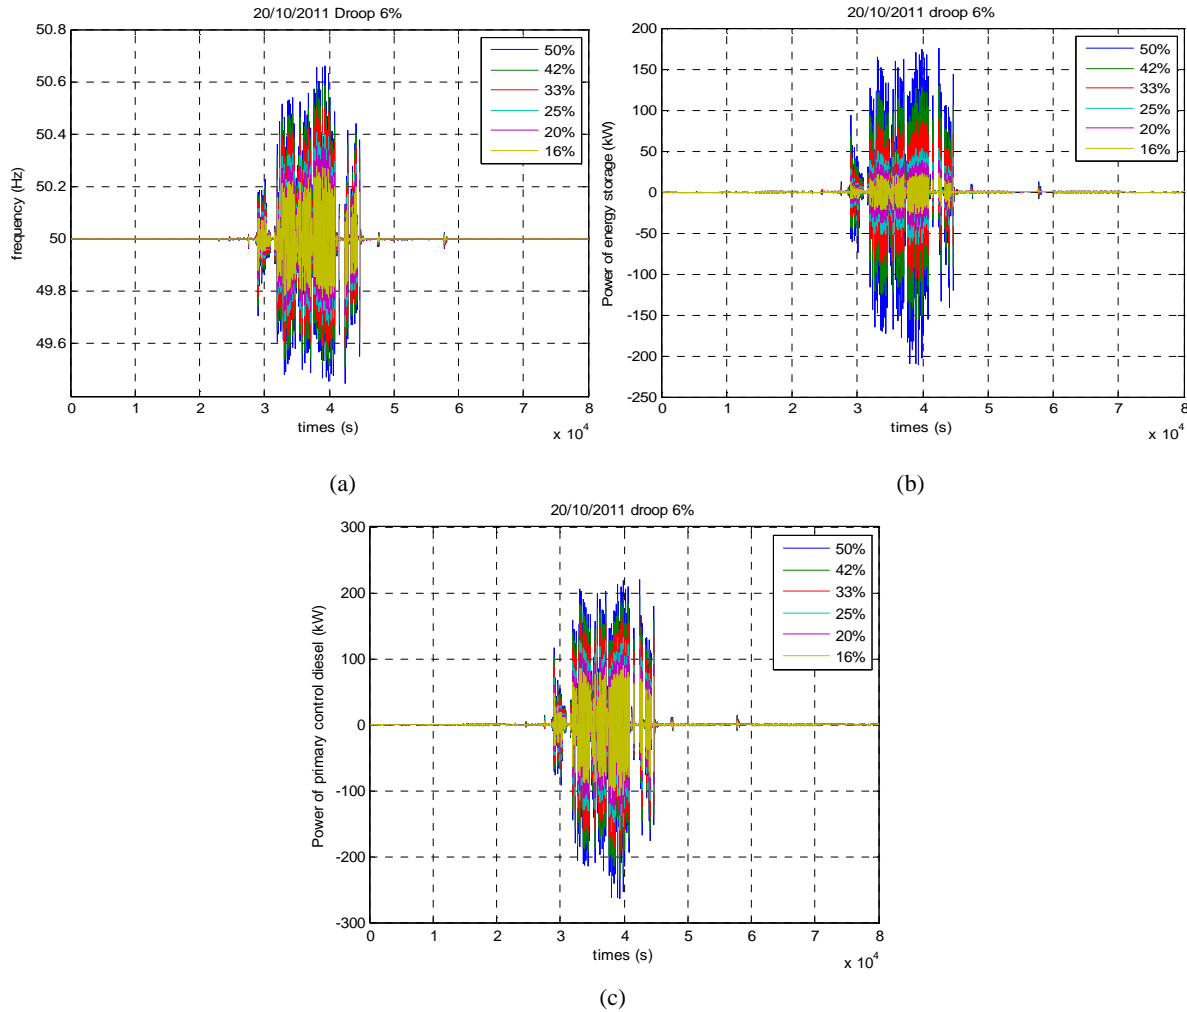 20/10/2011 Droop 6%
frequency (Hz)
50.8
50.6
50.4
50.2
50
49.8
49.6
50%
42%
33%
25%
20%
16%
0 1 2 3 4 5 6 7 8
times (s)
x 10^4
(a)
20/10/2011 droop 6%
Power of energy storage (kW)
200
150
100
50
0
-50
-100
-150
-200
-250
50%
42%
33%
25%
20%
16%
0 1 2 3 4 5 6 7 8
times (s)
x 10^4
(b)
20/10/2011 droop 6%
Power of primary control diesel (kW)
300
200
100
0
-100
-200
-300
50%
42%
33%
25%
20%
16%
0 1 2 3 4 5 6 7 8
times (s)
x 10^4
(c)